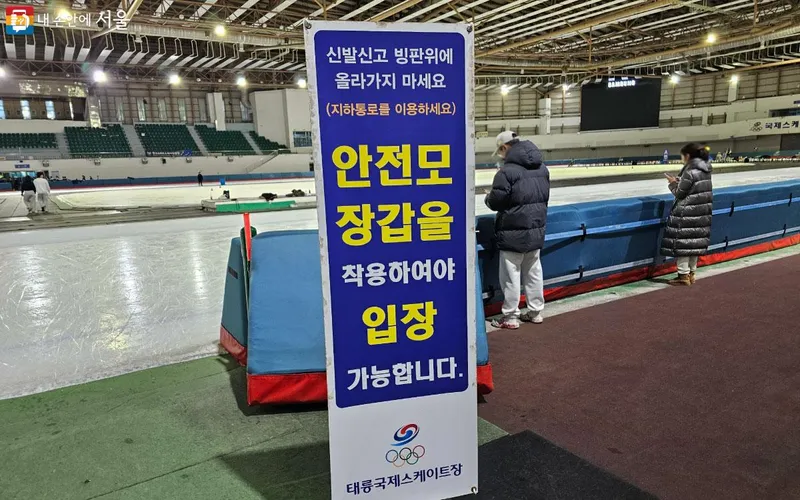 내 손안에 서울
신발신고 빙판위에
올라가지 마세요
(지하통로를 이용하세요)
안전모
장갑을
착용하여야
입장
가능합니다.
태릉국제스케이트장
SAMSUNG
국제스케이